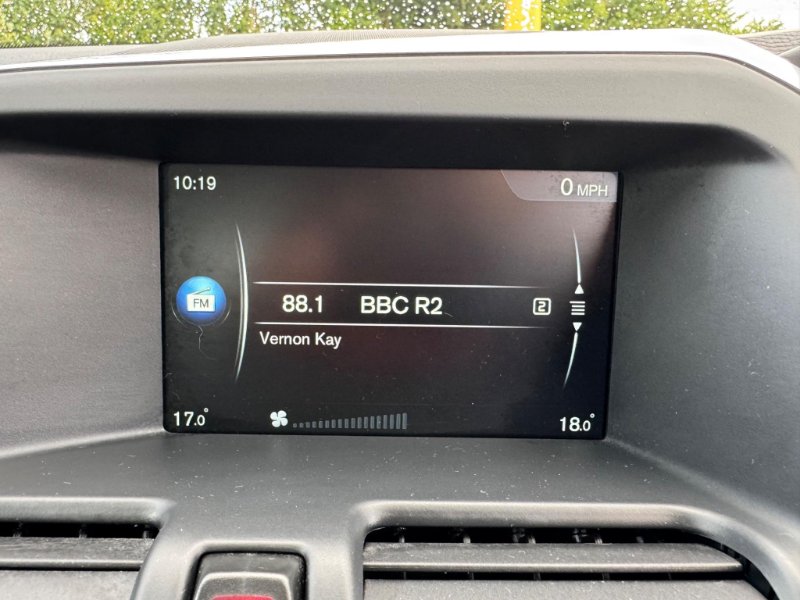 10:19
0 MPH
FM
88.1 BBC R2 2
Vernon Kay
17.0° 18.0°